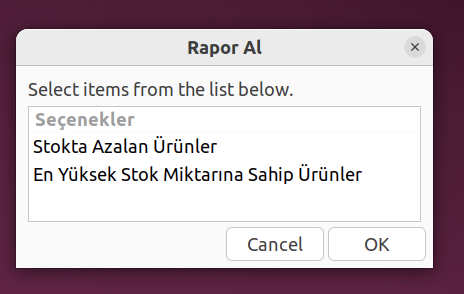 Rapor Al
Select items from the list below.
Seçenekler
Stokta Azalan Ürünler
En Yüksek Stok Miktarına Sahip Ürünler
Cancel OK